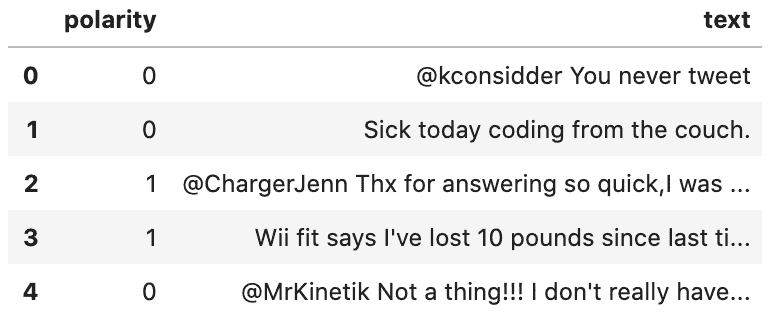 polarity text
0 0 @kconsidder You never tweet
1 0 Sick today coding from the couch.
2 1 @ChargerJenn Thx for answering so quick,I was ...
3 1 Wii fit says I've lost 10 pounds since last ti...
4 0 @MrKinetik Not a thing!!! I don't really have...